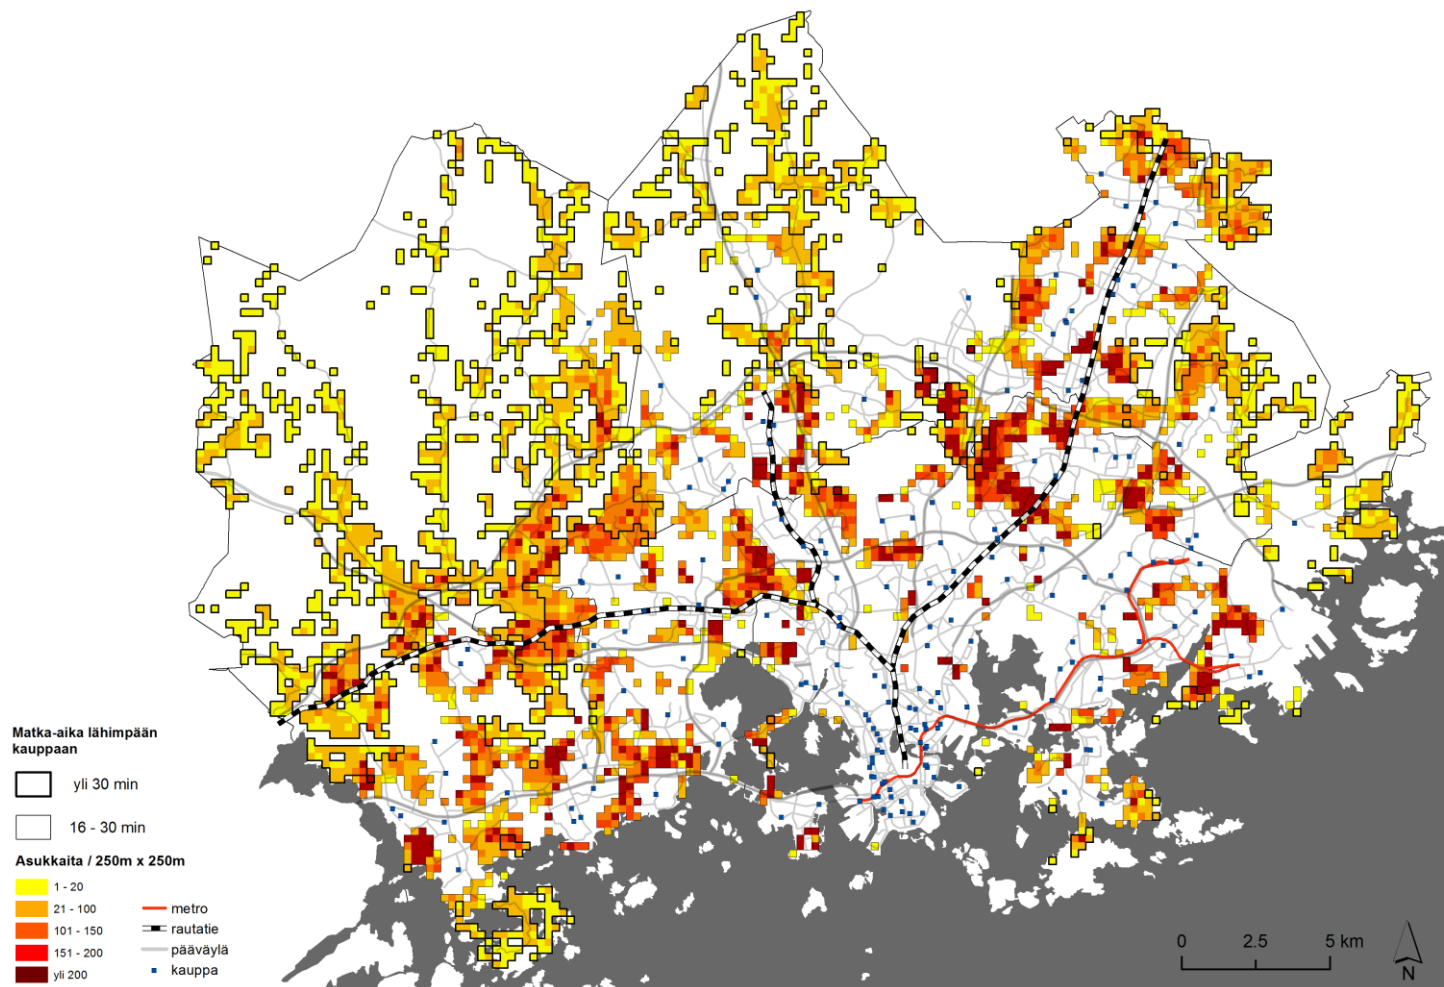 Matka-aika lähimpään
kauppaan
yli 30 min
16 - 30 min
Asukkaita / 250m x 250m
1 - 20
21 - 100
101 - 150
151 - 200
yli 200
metro
rautatie
pääväylä
kauppa
0 2.5 5 km
N